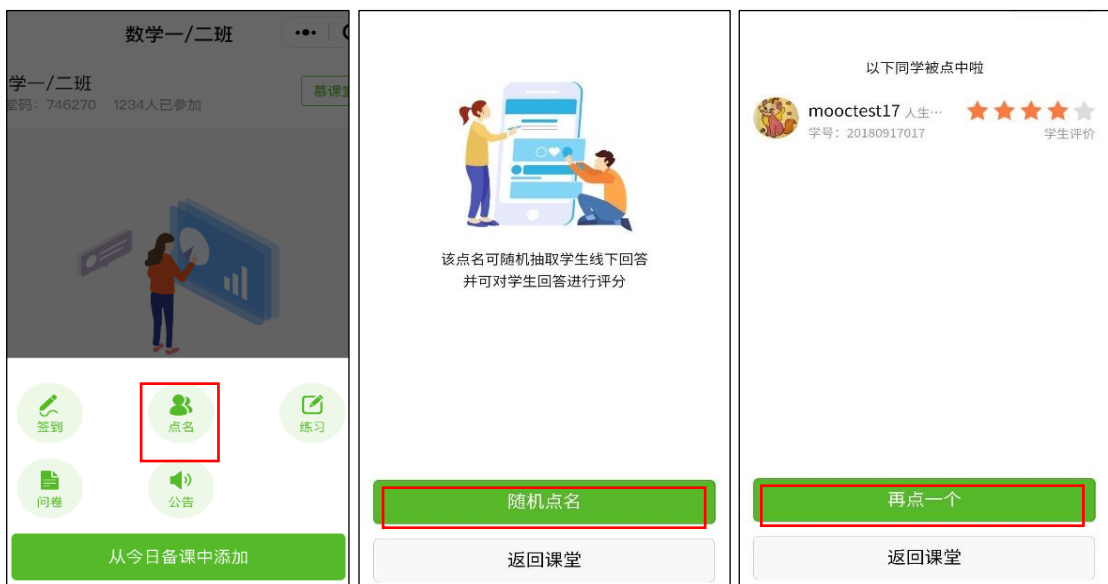 数学一/二班
学一/二班
堂码：746270 1234人已参加
慕课堂
签到
点名
练习
问卷
公告
从今日备课中添加
该点名可随机抽取学生线下回答
并可对学生回答进行评分
随机点名
返回课堂
以下同学被点中啦
mooctest17 人生…
学号：20180917017
学生评价
再点一个
返回课堂